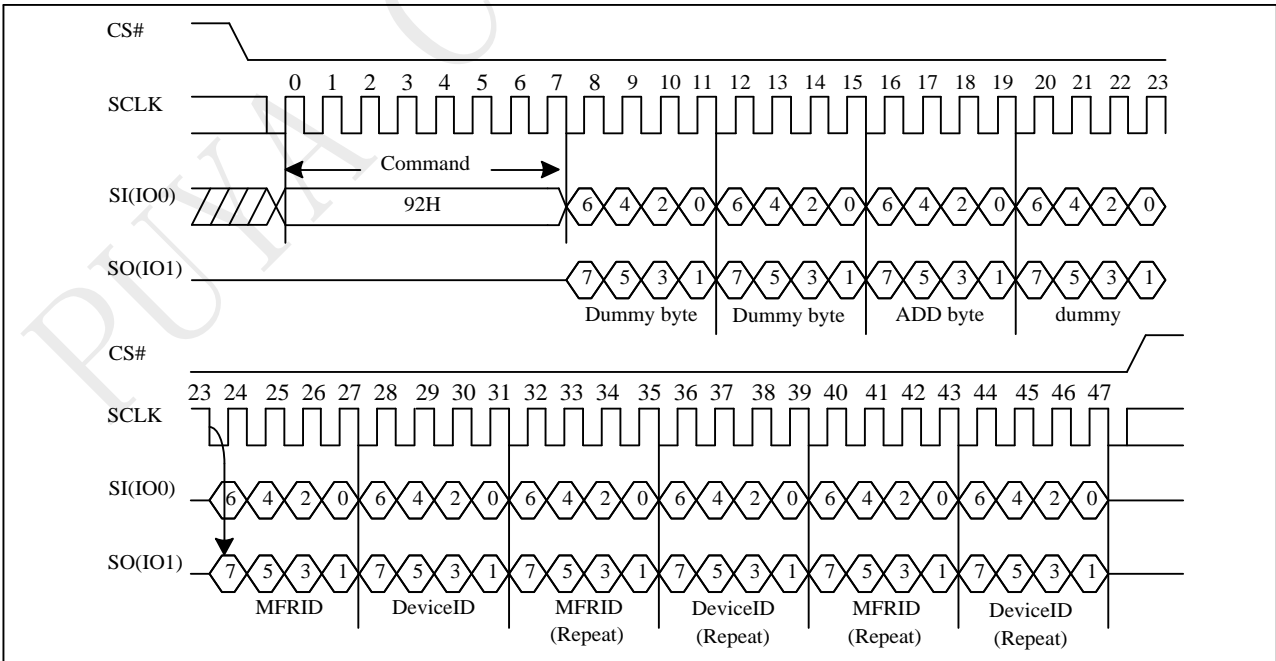 CS#
0 1 2 3 4 5 6 7 8 9 10 11 12 13 14 15 16 17 18 19 20 21 22 23
SCLK
Command
SI(IO0)
92H
6 4 2 0 6 4 2 0 6 4 2 0 6 4 2 0
SO(IO1)
7 5 3 1 7 5 3 1 7 5 3 1 7 5 3 1
Dummy byte Dummy byte ADD byte dummy
CS#
23 24 25 26 27 28 29 30 31 32 33 34 35 36 37 38 39 40 41 42 43 44 45 46 47
SCLK
SI(IO0)
6 4 2 0 6 4 2 0 6 4 2 0 6 4 2 0 6 4 2 0 6 4 2 0
SO(IO1)
7 5 3 1 7 5 3 1 7 5 3 1 7 5 3 1 7 5 3 1 7 5 3 1
MFRID DeviceID MFRID DeviceID MFRID DeviceID
(Repeat) (Repeat) (Repeat) (Repeat)
PUYA